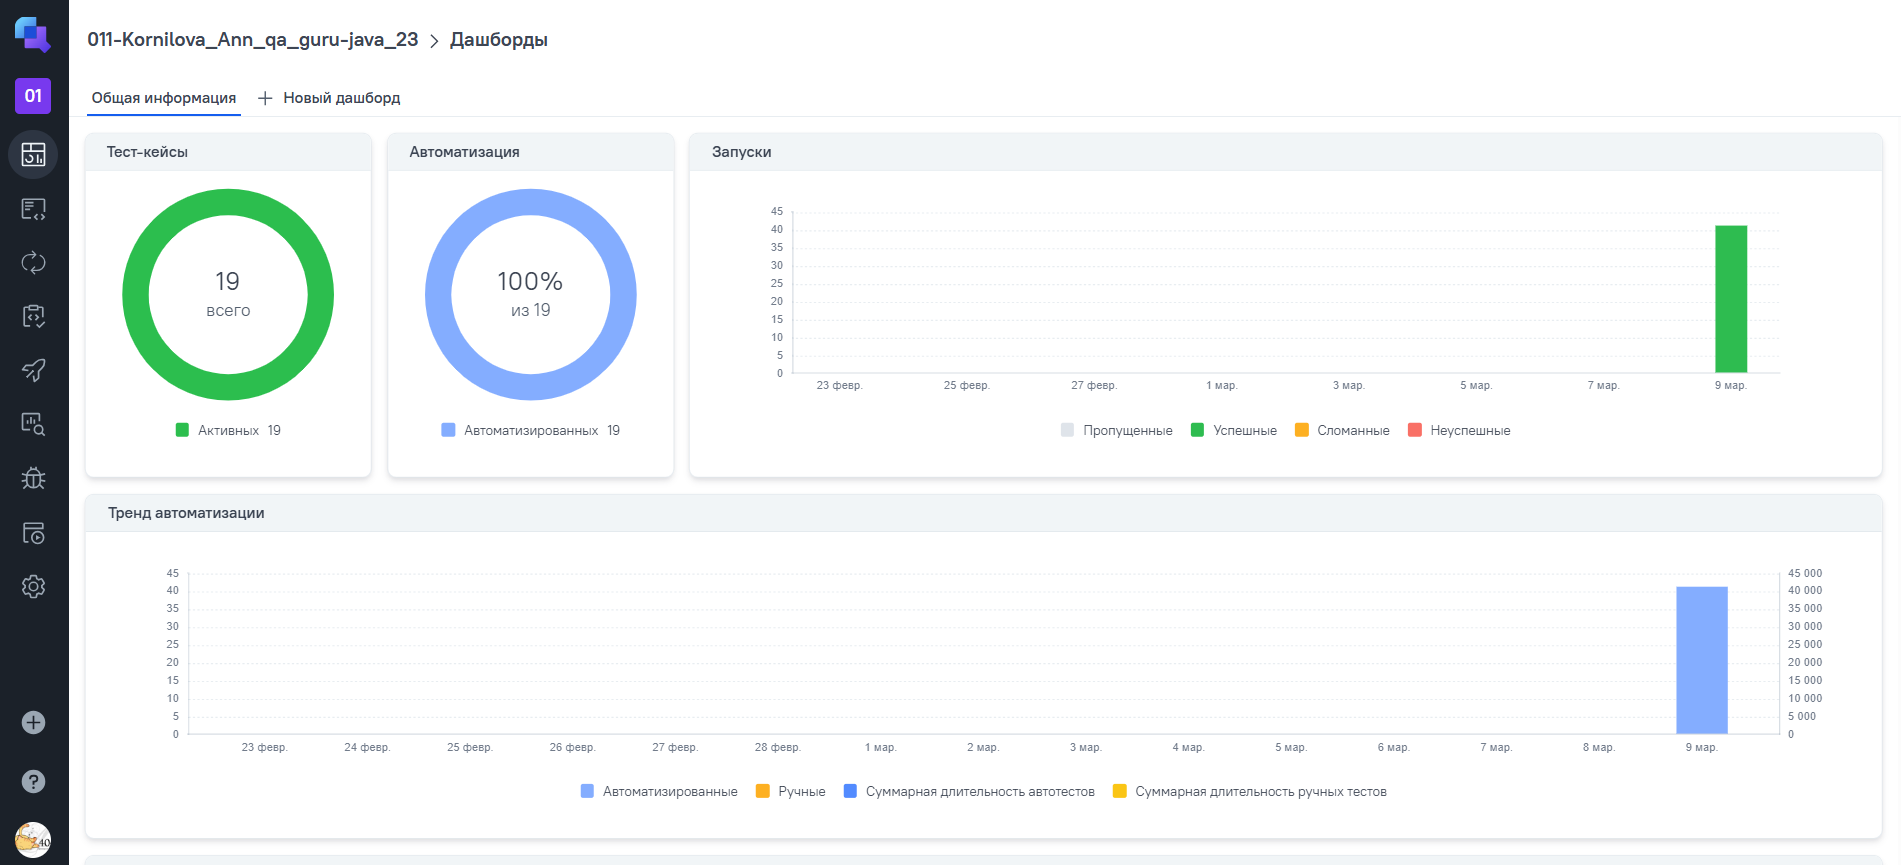 011-Kornilova_Ann_qa_guru-java_23 > Дашборды
01
Общая информация + Новый дашборд
Тест-кейсы
19
всего
Активных 19
Автоматизация
100%
из 19
Автоматизированных 19
Запуски
45
40
35
30
25
20
15
10
5
0
23 февр. 25 февр. 27 февр. 1 мар. 3 мар. 5 мар. 7 мар. 9 мар.
Пропущенные Успешные Сломанные Неуспешные
Тренд автоматизации
45 45 000
40 40 000
35 35 000
30 30 000
25 25 000
20 20 000
15 15 000
10 10 000
5 5 000
0 0
23 февр. 24 февр. 25 февр. 26 февр. 27 февр. 28 февр. 1 мар. 2 мар. 3 мар. 4 мар. 5 мар. 6 мар. 7 мар. 8 мар. 9 мар.
Автоматизированные Ручные Суммарная длительность автотестов Суммарная длительность ручных тестов
?
40